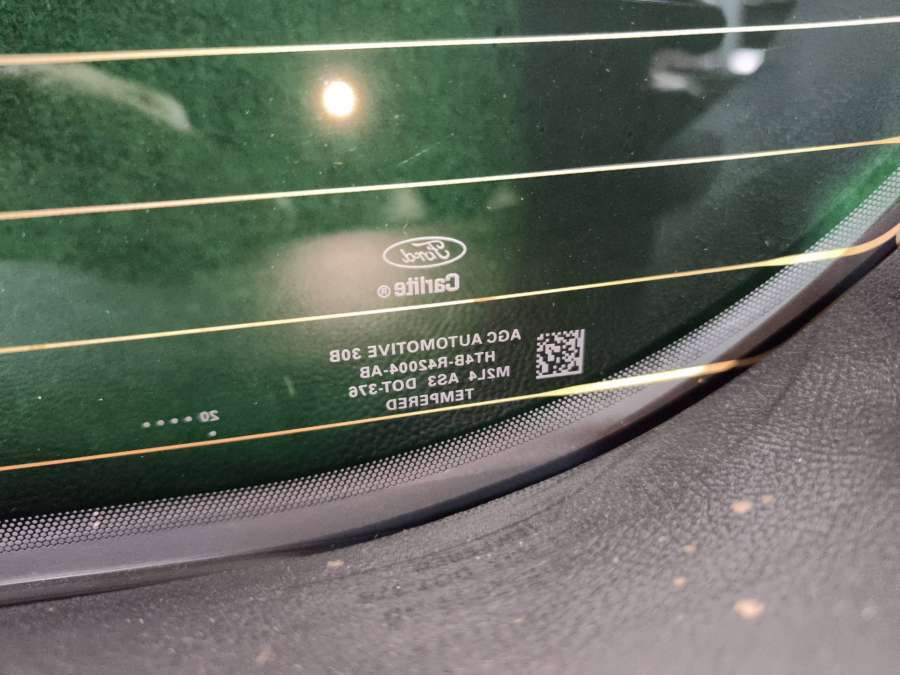 Ford
Carlite ®
AGC AUTOMOTIVE 30B
HT4B-R42004-AB
M2L4 AS3 DOT-376
TEMPERED
20